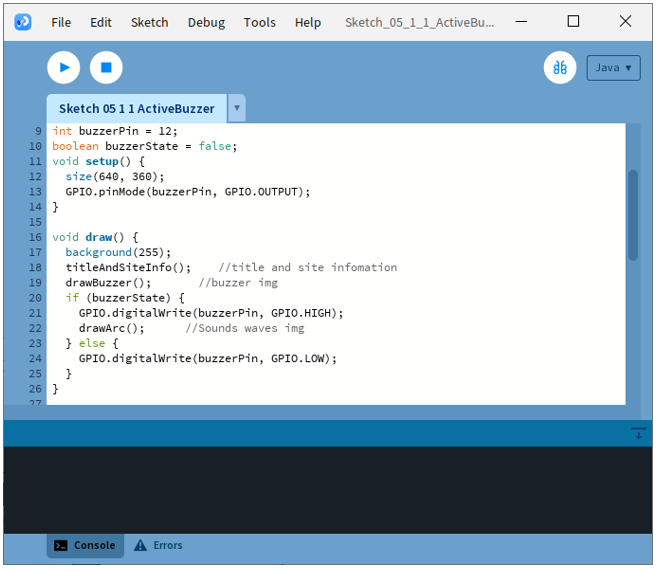 File Edit Sketch Debug Tools Help Sketch_05_1_1_ActiveBu...
Java ▾
Sketch 05 1 1 ActiveBuzzer ▾
9 int buzzerPin = 12;
10 boolean buzzerState = false;
11 void setup() {
12 size(640, 360);
13 GPIO.pinMode(buzzerPin, GPIO.OUTPUT);
14 }
15
16 void draw() {
17 background(255);
18 titleAndSiteInfo(); //title and site infomation
19 drawBuzzer(); //buzzer img
20 if (buzzerState) {
21 GPIO.digitalWrite(buzzerPin, GPIO.HIGH);
22 drawArc(); //Sounds waves img
23 } else {
24 GPIO.digitalWrite(buzzerPin, GPIO.LOW);
25 }
26 }
27
Console Errors